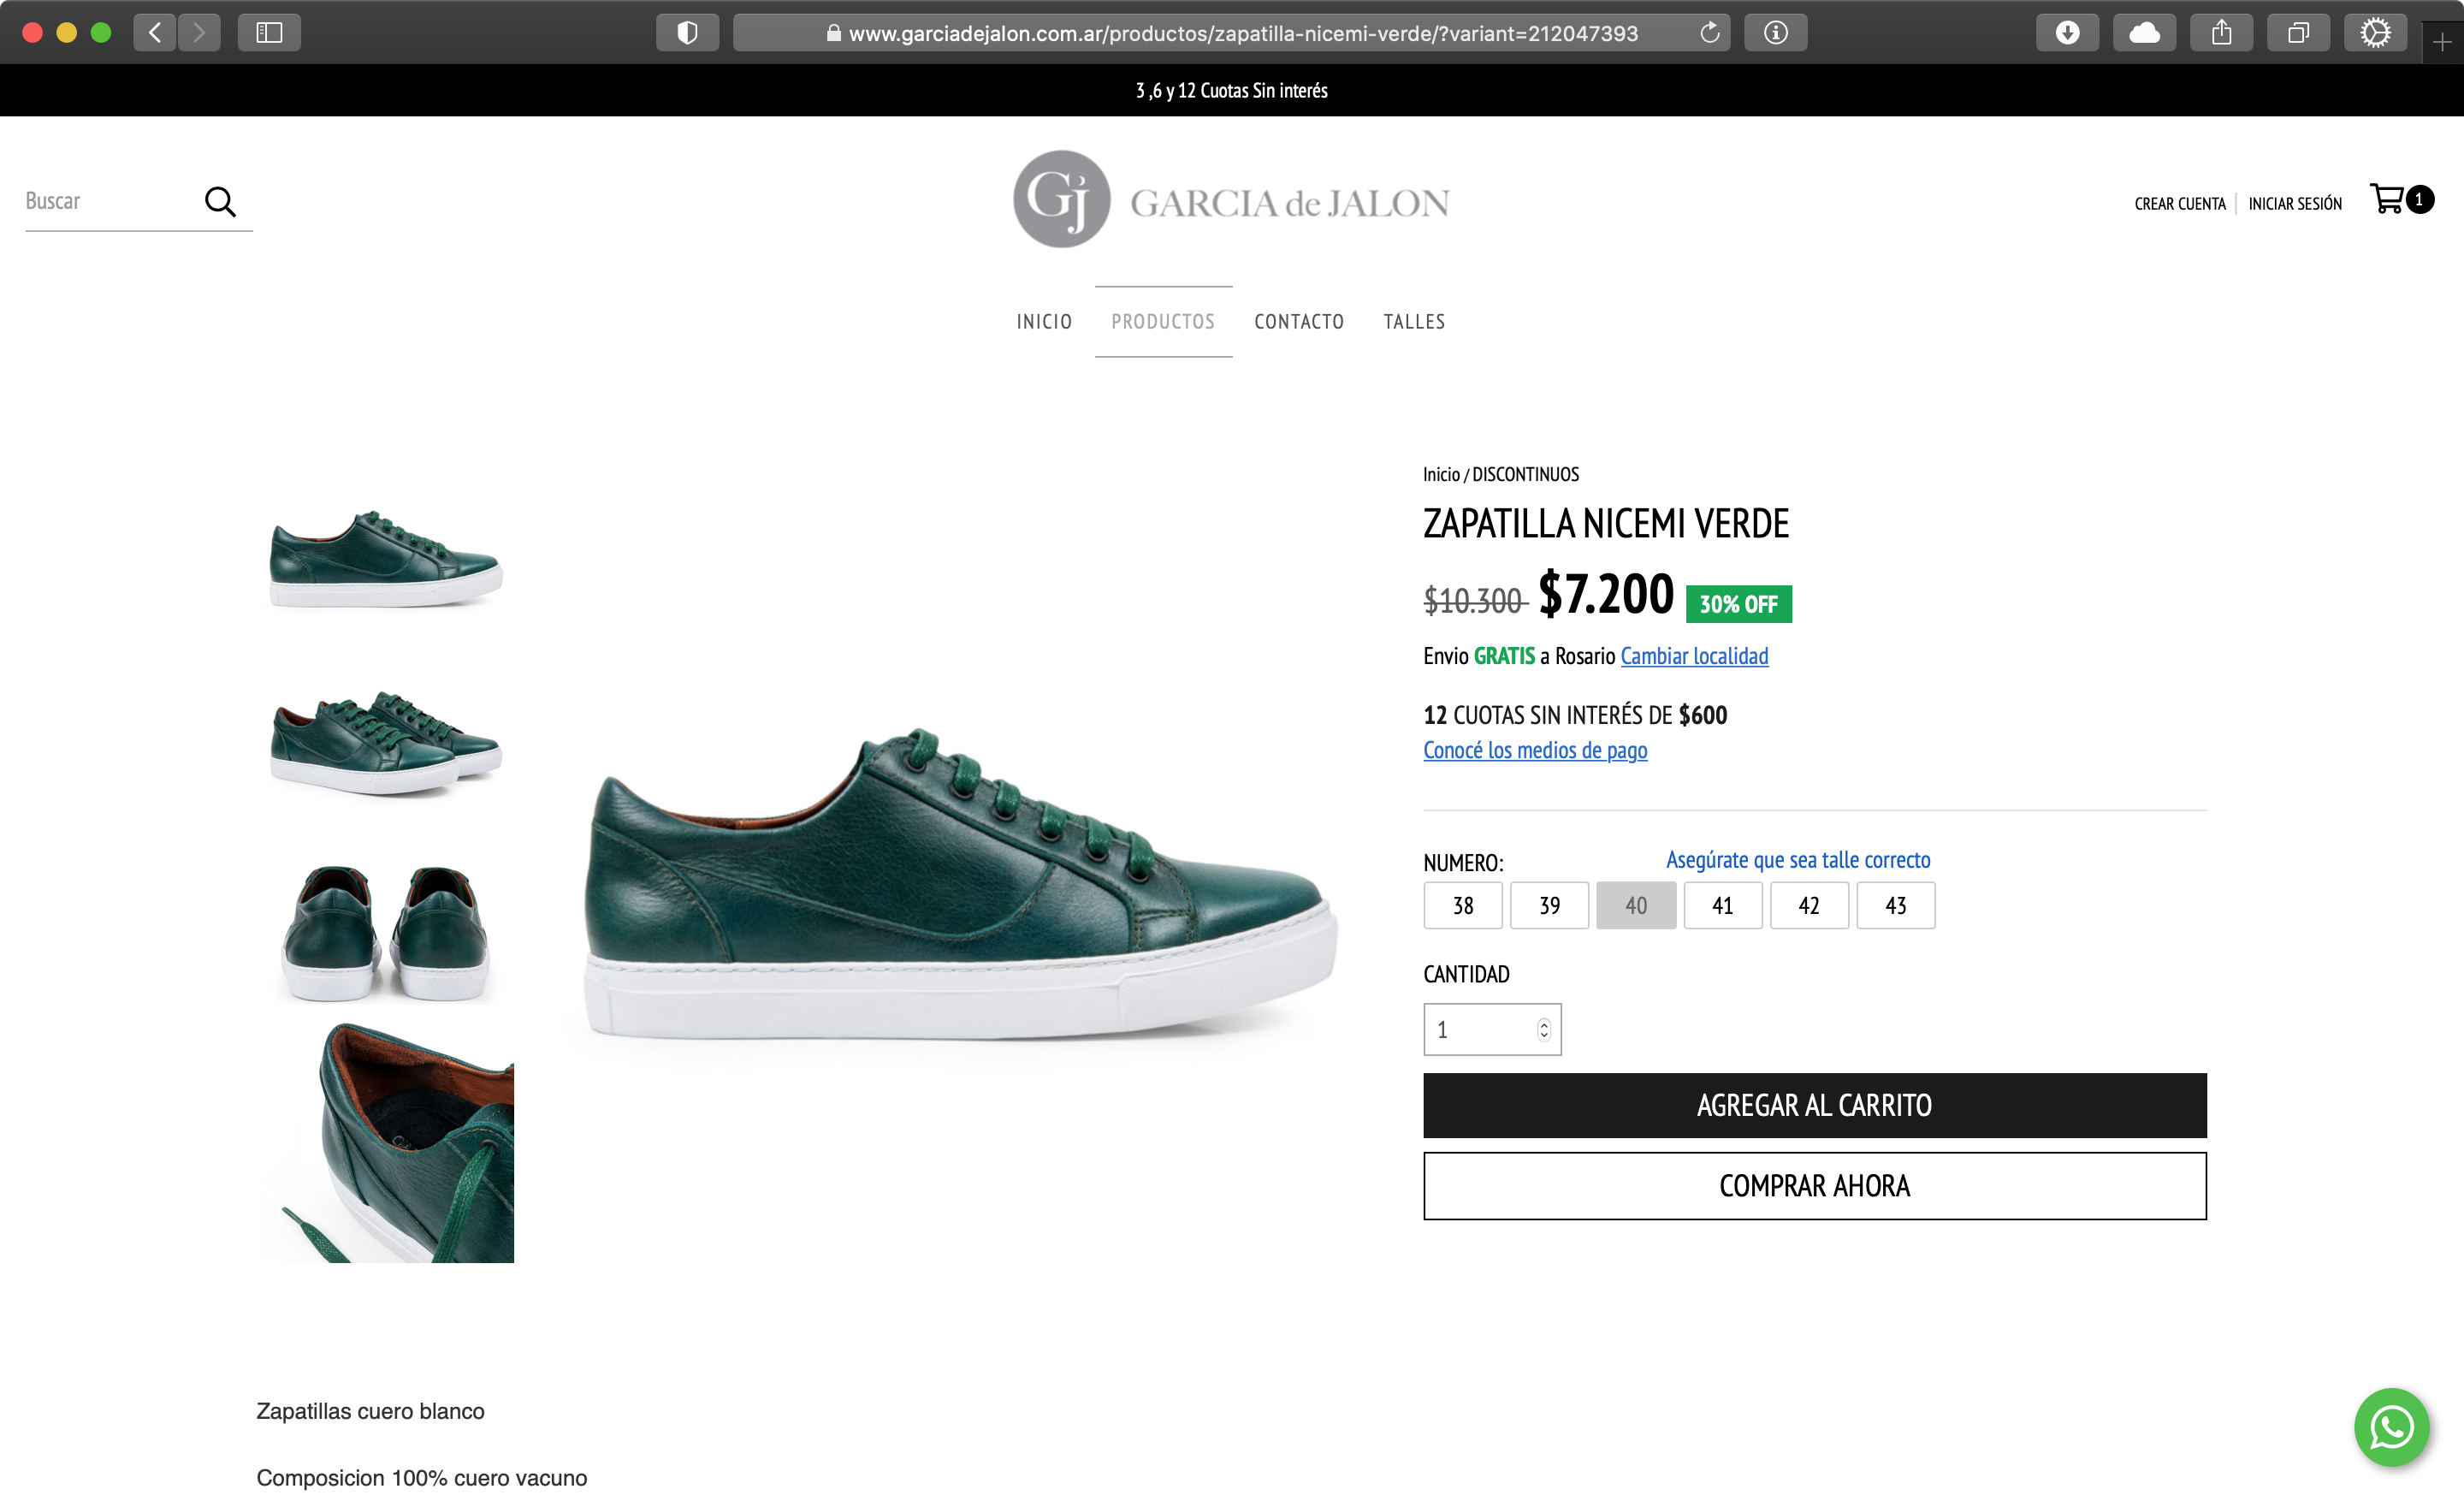 www.garciadejalon.com.ar/productos/zapatilla-nicemi-verde/?variant=212047393
3 ,6 y 12 Cuotas Sin interés
Buscar
Gj GARCIA de JALON
CREAR CUENTA | INICIAR SESIÓN 1
INICIO PRODUCTOS CONTACTO TALLES
Inicio / DISCONTINUOS
ZAPATILLA NICEMI VERDE
$10.300 $7.200 30% OFF
Envio GRATIS a Rosario Cambiar localidad
12 CUOTAS SIN INTERÉS DE $600
Conocé los medios de pago
NUMERO: Asegúrate que sea talle correcto
38 39 40 41 42 43
CANTIDAD
1
AGREGAR AL CARRITO
COMPRAR AHORA
Zapatillas cuero blanco
Composicion 100% cuero vacuno